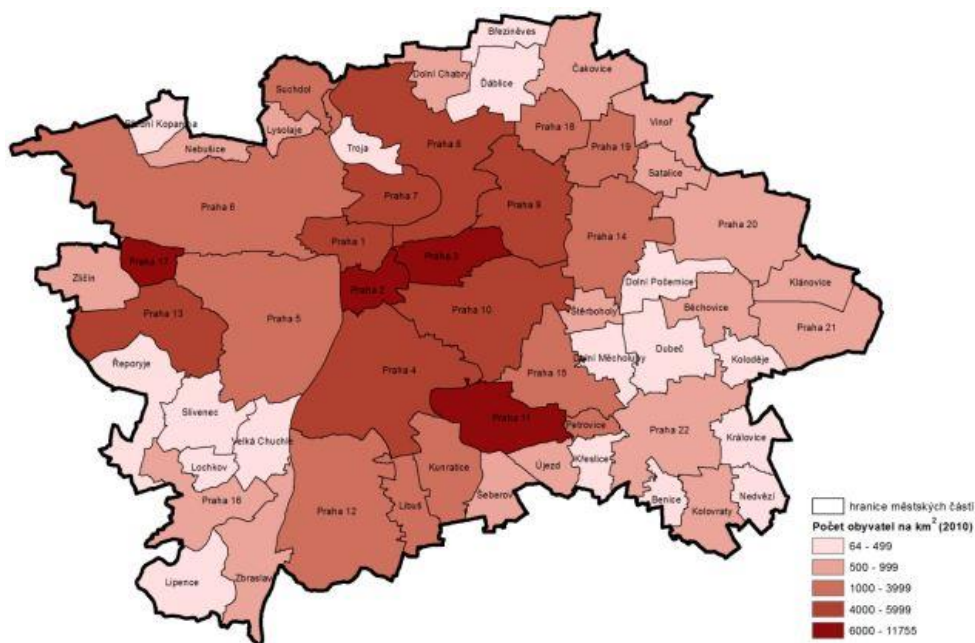 Březiněves
Dolní Chabry
Ďáblice
Čakovice
Suchdol
Přední Kopanina
Lysolaje
Nebušice
Troja
Praha 8
Praha 18
Vinoř
Praha 19
Satalice
Praha 6
Praha 7
Praha 9
Praha 20
Praha 14
Praha 1
Praha 3
Praha 17
Zličín
Praha 2
Dolní Počernice
Klánovice
Praha 13
Praha 5
Praha 10
Štěrboholy
Běchovice
Praha 21
Řeporyje
Praha 4
Dolní Měcholupy
Dubeč
Koloděje
Praha 15
Slivenec
Velká Chuchle
Praha 11
Petrovice
Praha 22
Královice
Lochkov
Kunratice
Újezd
Křeslice
Šeberov
Praha 16
Praha 12
Libuš
Benice
Nedvězí
Kolovraty
Lipence
Zbraslav
hranice městských částí
Počet obyvatel na km² (2010)
64 - 499
500 - 999
1000 - 3999
4000 - 5999
6000 - 11755